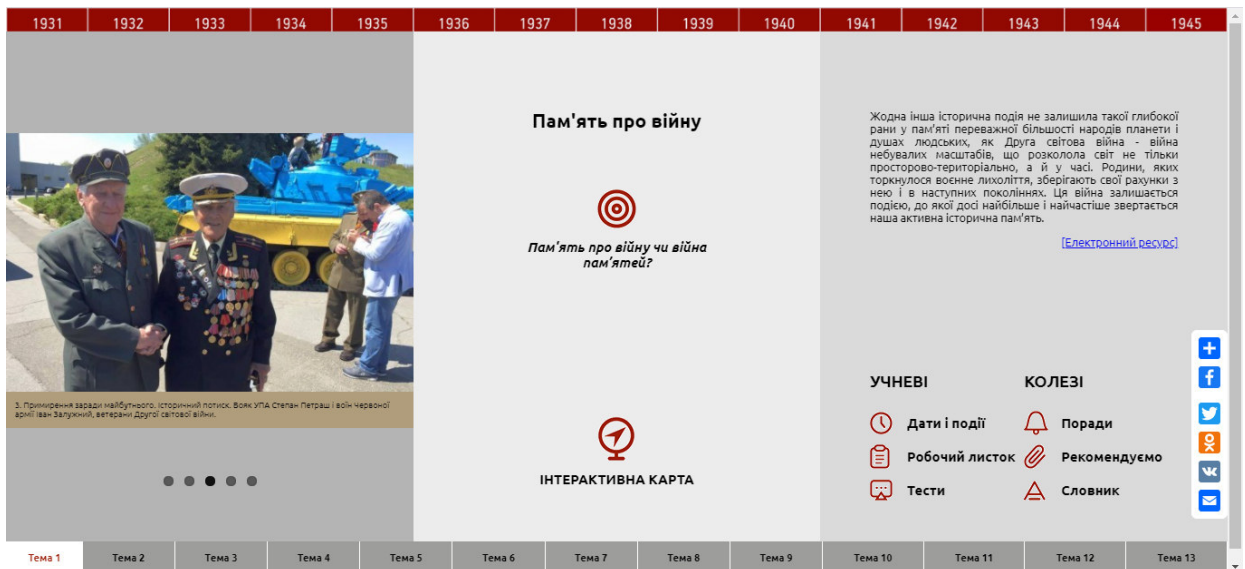 1931 1932 1933 1934 1935 1936 1937 1938 1939 1940 1941 1942 1943 1944 1945
3. Примирення заради майбутнього. Історичний потиск. Вояк УПА Степан Петраш і воїн Червоної
армії Іван Залужний, ветерани Другої світової війни.
Пам'ять про війну
Пам'ять про війну чи війна
пам'ятей?
ІНТЕРАКТИВНА КАРТА
Жодна інша історична подія не залишила такої глибокої
рани у пам'яті переважної більшості народів планети і
душах людських, як Друга світова війна - війна
небувалих масштабів, що розколола світ не тільки
просторово-територіально, а й у часі. Родини, яких
торкнулося воєнне лихоліття, зберігають свої рахунки з
нею і в наступних поколіннях. Ця війна залишається
подією, до якої досі найбільше і найчастіше звертається
наша активна історична пам'ять.
[Електронний ресурс]
УЧНЕВІ КОЛЕЗІ
Дати і події Поради
Робочий листок Рекомендуємо
Тести Словник
Тема 1 Тема 2 Тема 3 Тема 4 Тема 5 Тема 6 Тема 7 Тема 8 Тема 9 Тема 10 Тема 11 Тема 12 Тема 13